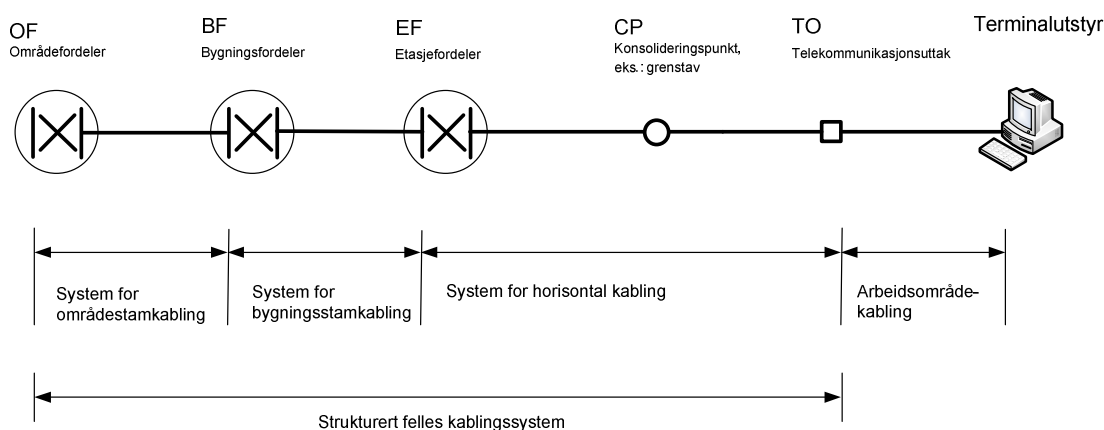 OF
Områdefordeler
BF
Bygningsfordeler
EF
Etasjefordeler
CP
Konsolideringspunkt,
eks.: grenstav
TO
Telekommunikasjonsuttak
Terminalutstyr
System for
områdestamkabling
System for
bygningsstamkabling
System for horisontal kabling
Arbeidsområde-
kabling
Strukturert felles kablingssystem